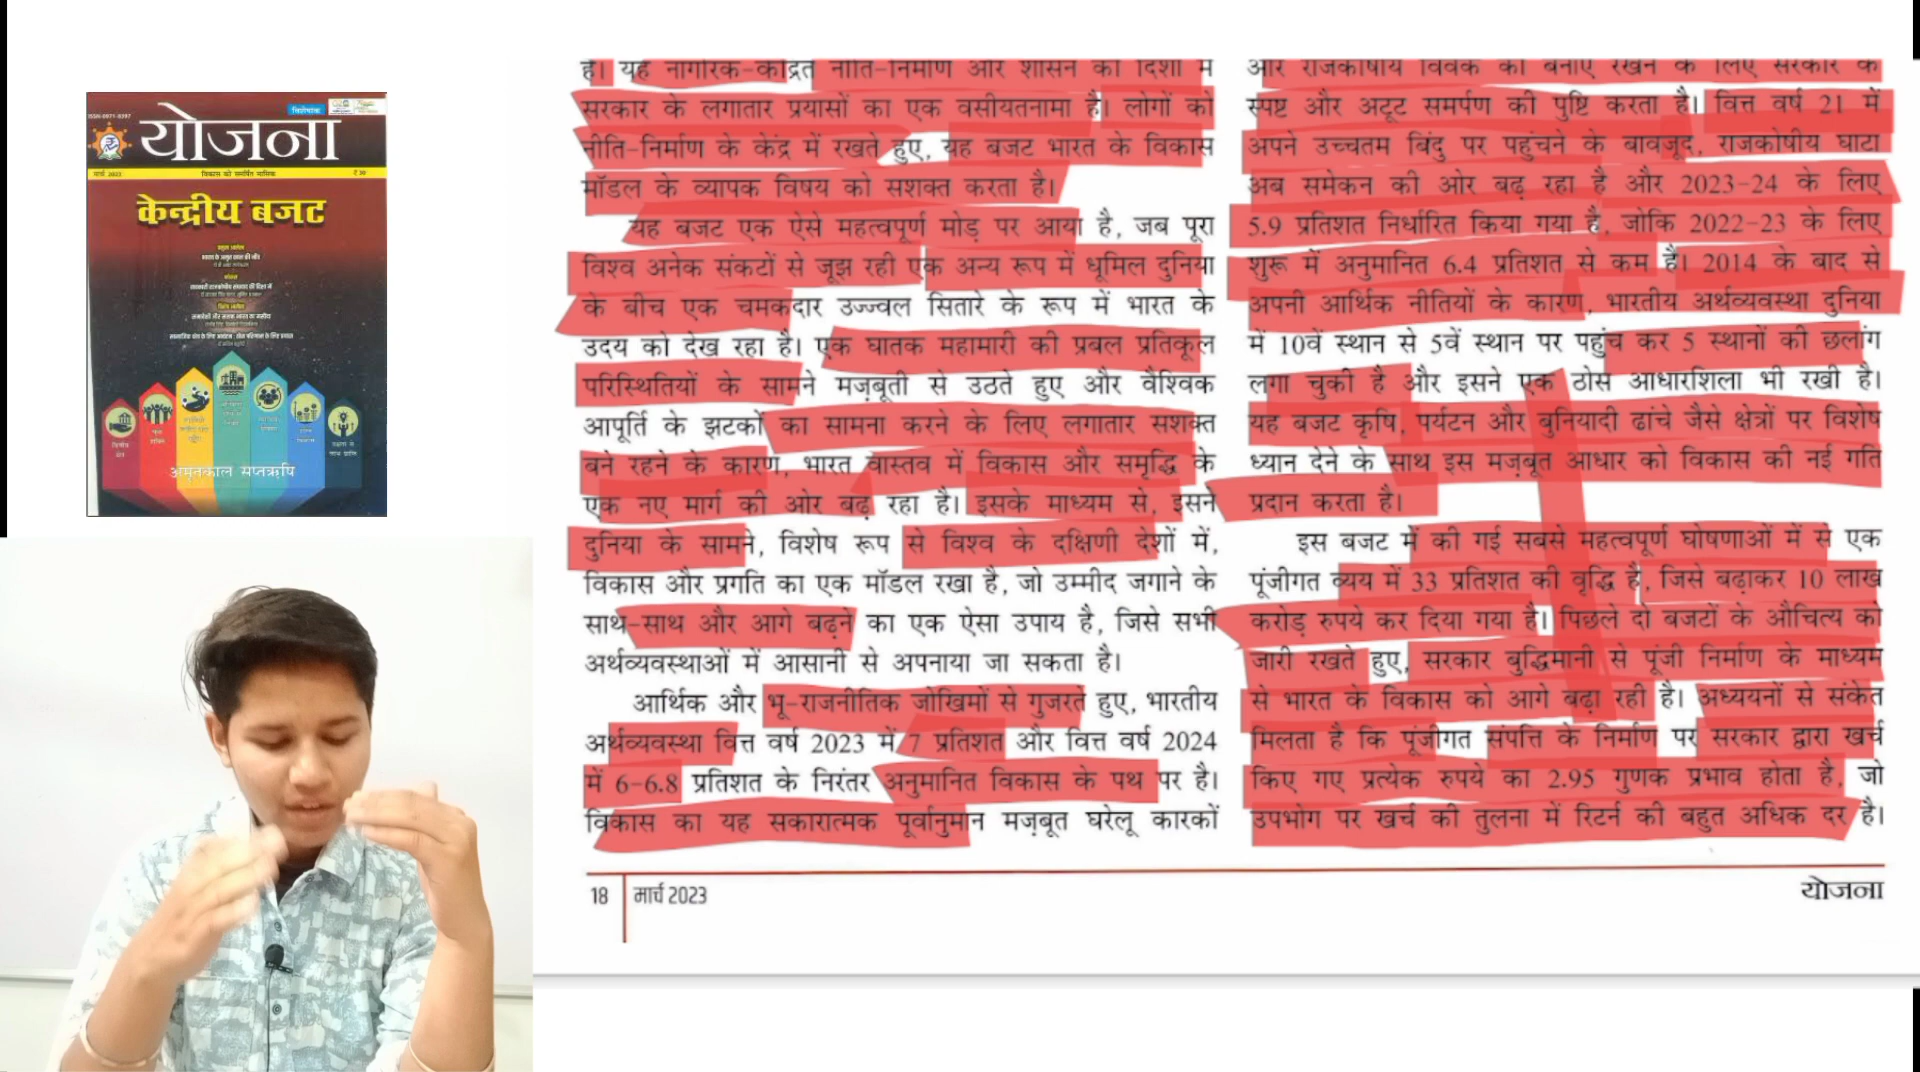 विशेषांक
ISSN-0971-8397
योजना
मार्च 2023
विकास को समर्पित मासिक
₹ 30
केन्द्रीय बजट
प्रमुख आलेख
भारत के अमृत काल की नींव
फोकस
विशेष आलेख
अमृतकाल सप्तऋषि
है। यह नागरिक-केंद्रित नीति-निर्माण और शासन की दिशा में
सरकार के लगातार प्रयासों का एक वसीयतनामा है। लोगों को
नीति-निर्माण के केंद्र में रखते हुए, यह बजट भारत के विकास
मॉडल के व्यापक विषय को सशक्त करता है।
यह बजट एक ऐसे महत्वपूर्ण मोड़ पर आया है, जब पूरा
विश्व अनेक संकटों से जूझ रही एक अन्य रूप में धूमिल दुनिया
के बीच एक चमकदार उज्ज्वल सितारे के रूप में भारत के
उदय को देख रहा है। एक घातक महामारी की प्रबल प्रतिकूल
परिस्थितियों के सामने मज़बूती से उठते हुए और वैश्विक
आपूर्ति के झटकों का सामना करने के लिए लगातार सशक्त
बने रहने के कारण, भारत वास्तव में विकास और समृद्धि के
एक नए मार्ग की ओर बढ़ रहा है। इसके माध्यम से, इसने
दुनिया के सामने, विशेष रूप से विश्व के दक्षिणी देशों में,
विकास और प्रगति का एक मॉडल रखा है, जो उम्मीद जगाने के
साथ-साथ और आगे बढ़ने का एक ऐसा उपाय है, जिसे सभी
अर्थव्यवस्थाओं में आसानी से अपनाया जा सकता है।
आर्थिक और भू-राजनीतिक जोखिमों से गुजरते हुए, भारतीय
अर्थव्यवस्था वित्त वर्ष 2023 में 7 प्रतिशत और वित्त वर्ष 2024
में 6-6.8 प्रतिशत के निरंतर अनुमानित विकास के पथ पर है।
विकास का यह सकारात्मक पूर्वानुमान मज़बूत घरेलू कारकों
और राजकोषीय विवेक को बनाए रखने के लिए सरकार के
स्पष्ट और अटूट समर्पण की पुष्टि करता है। वित्त वर्ष 21 में
अपने उच्चतम बिंदु पर पहुंचने के बावजूद, राजकोषीय घाटा
अब समेकन की ओर बढ़ रहा है और 2023-24 के लिए
5.9 प्रतिशत निर्धारित किया गया है, जोकि 2022-23 के लिए
शुरू में अनुमानित 6.4 प्रतिशत से कम है। 2014 के बाद से
अपनी आर्थिक नीतियों के कारण, भारतीय अर्थव्यवस्था दुनिया
में 10वें स्थान से 5वें स्थान पर पहुंच कर 5 स्थानों की छलांग
लगा चुकी है और इसने एक ठोस आधारशिला भी रखी है।
यह बजट कृषि, पर्यटन और बुनियादी ढांचे जैसे क्षेत्रों पर विशेष
ध्यान देने के साथ इस मज़बूत आधार को विकास की नई गति
प्रदान करता है।
इस बजट में की गई सबसे महत्वपूर्ण घोषणाओं में से एक
पूंजीगत व्यय में 33 प्रतिशत की वृद्धि है, जिसे बढ़ाकर 10 लाख
करोड़ रुपये कर दिया गया है। पिछले दो बजटों के औचित्य को
जारी रखते हुए, सरकार बुद्धिमानी से पूंजी निर्माण के माध्यम
से भारत के विकास को आगे बढ़ा रही है। अध्ययनों से संकेत
मिलता है कि पूंजीगत संपत्ति के निर्माण पर सरकार द्वारा खर्च
किए गए प्रत्येक रुपये का 2.95 गुणक प्रभाव होता है, जो
उपभोग पर खर्च की तुलना में रिटर्न की बहुत अधिक दर है।
18 मार्च 2023
योजना